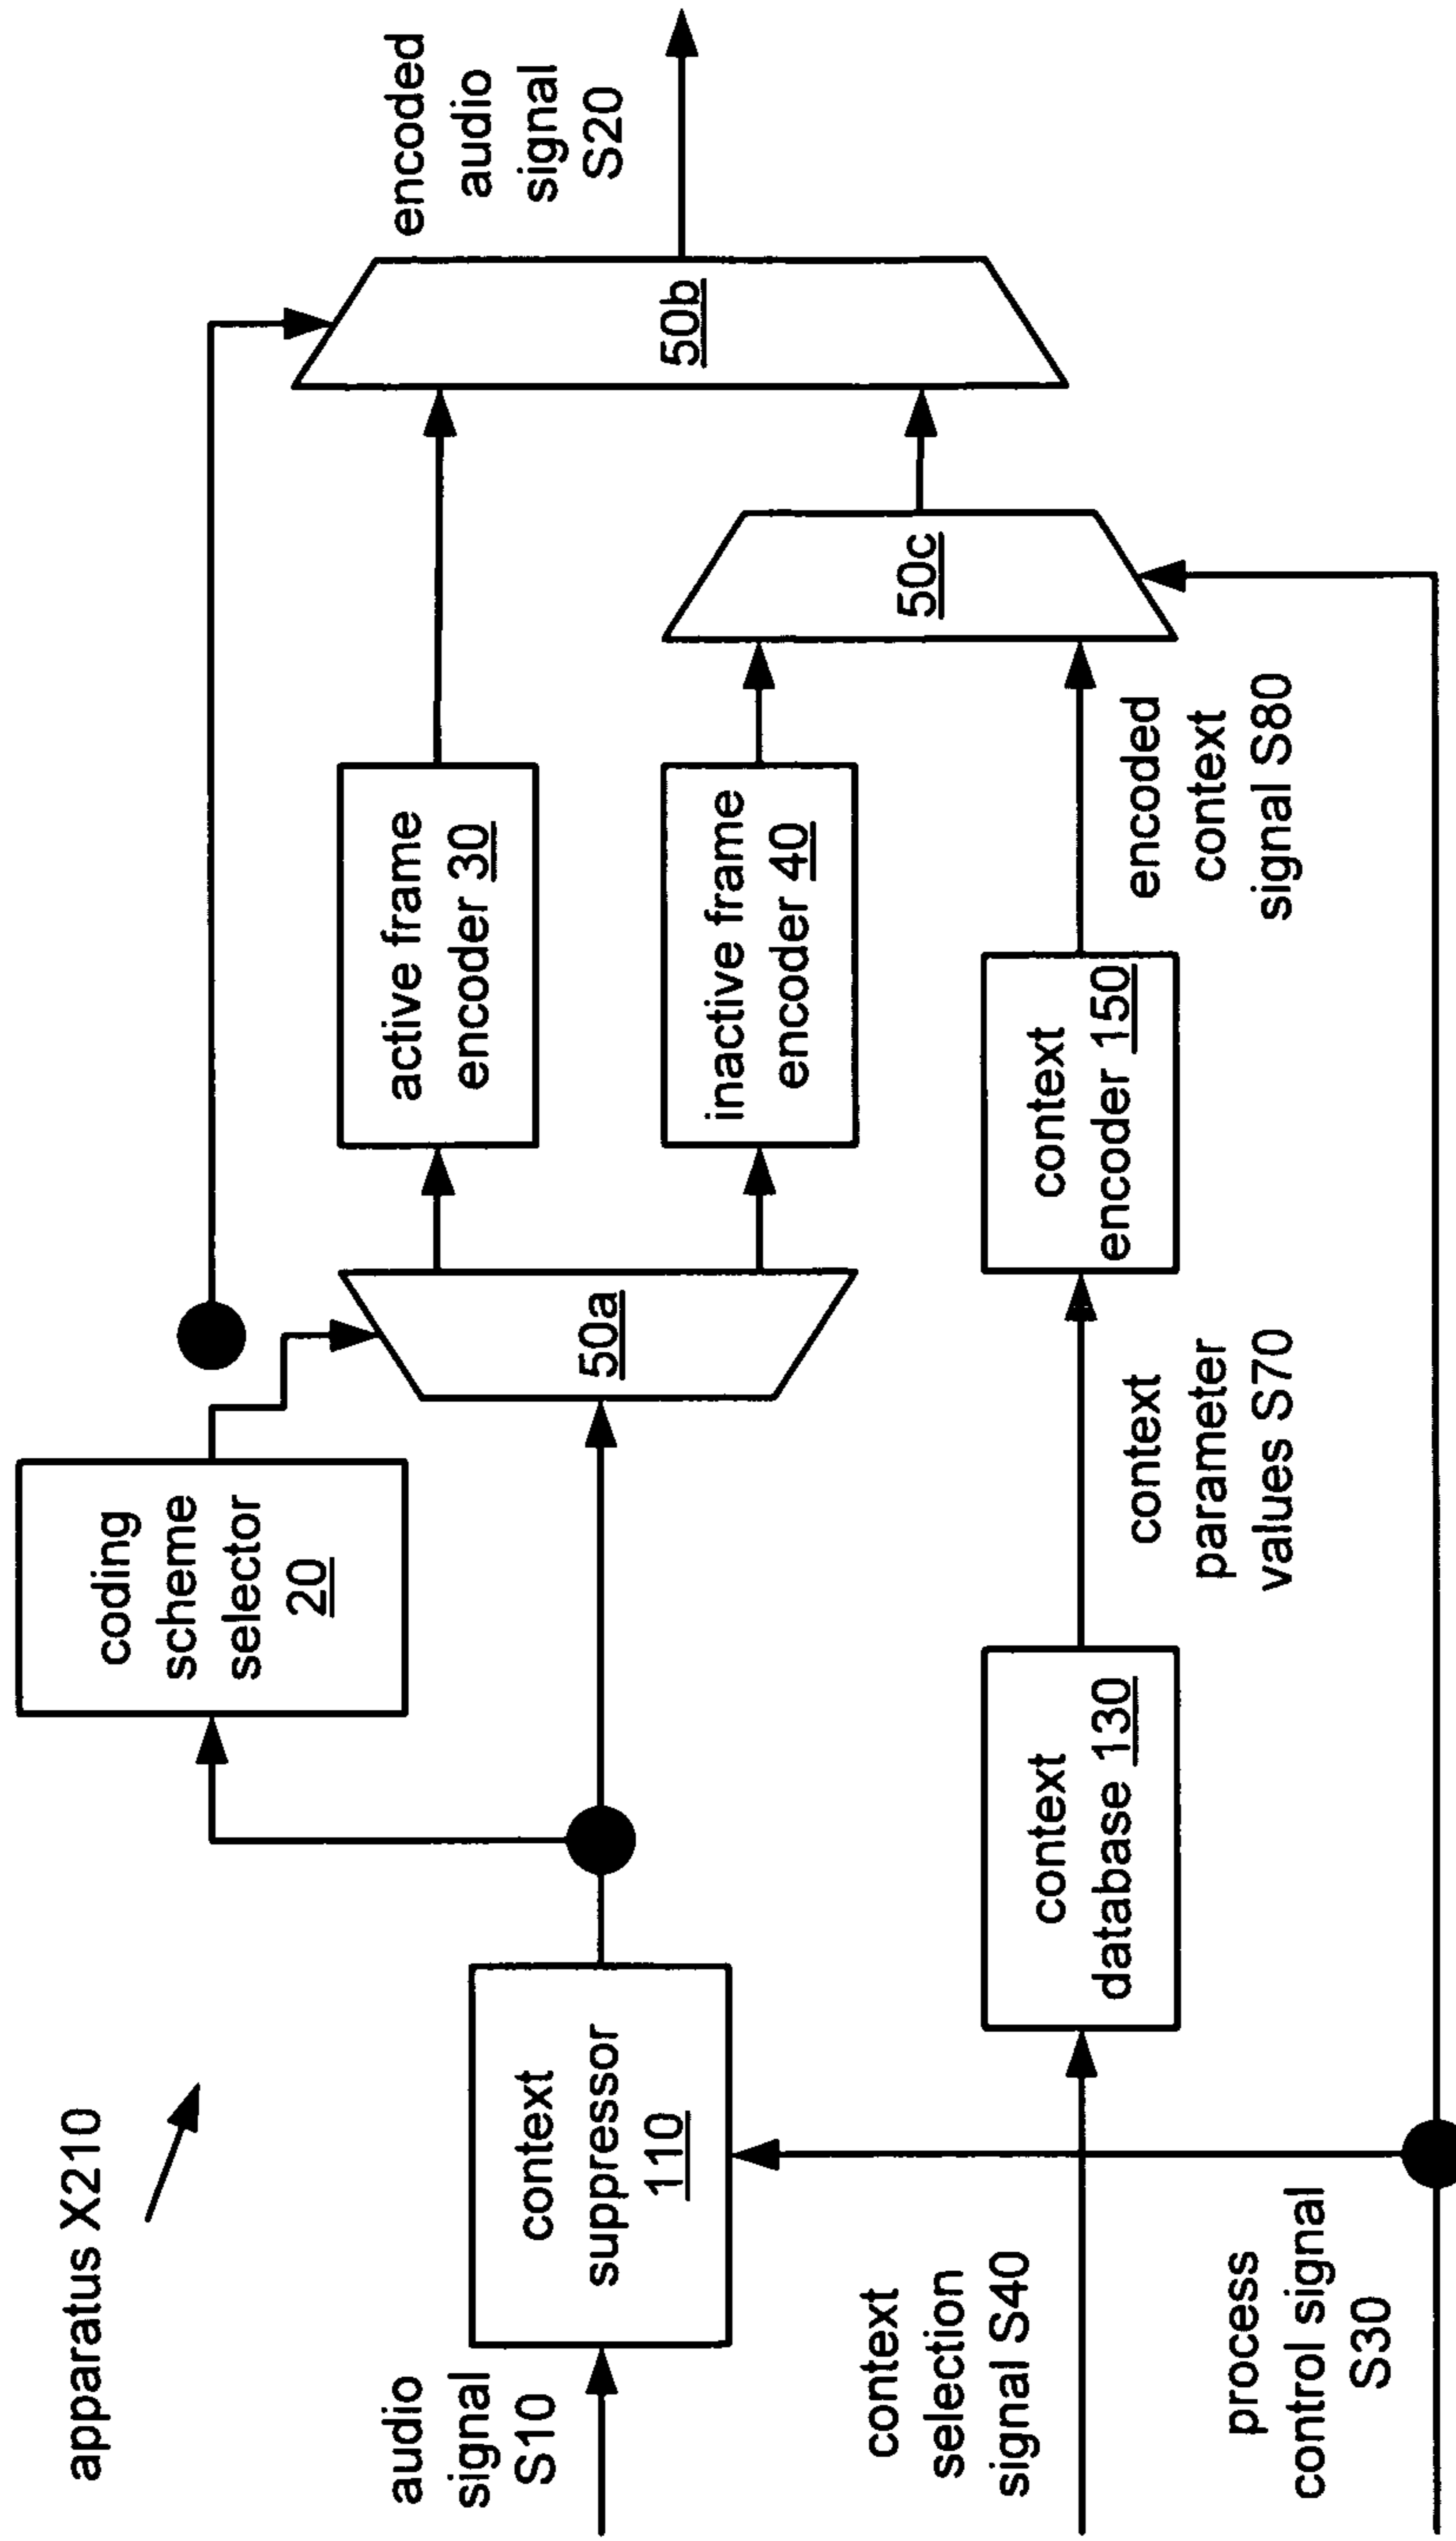 apparatus X210
audio
signal
S10
context
suppressor
110
coding
scheme
selector
20
50a
active frame
encoder 30
inactive frame
encoder 40
50b
encoded
audio
signal
S20
50c
context
selection
signal S40
context
database 130
context
parameter
values S70
context
encoder 150
encoded
context
signal S80
process
control signal
S30